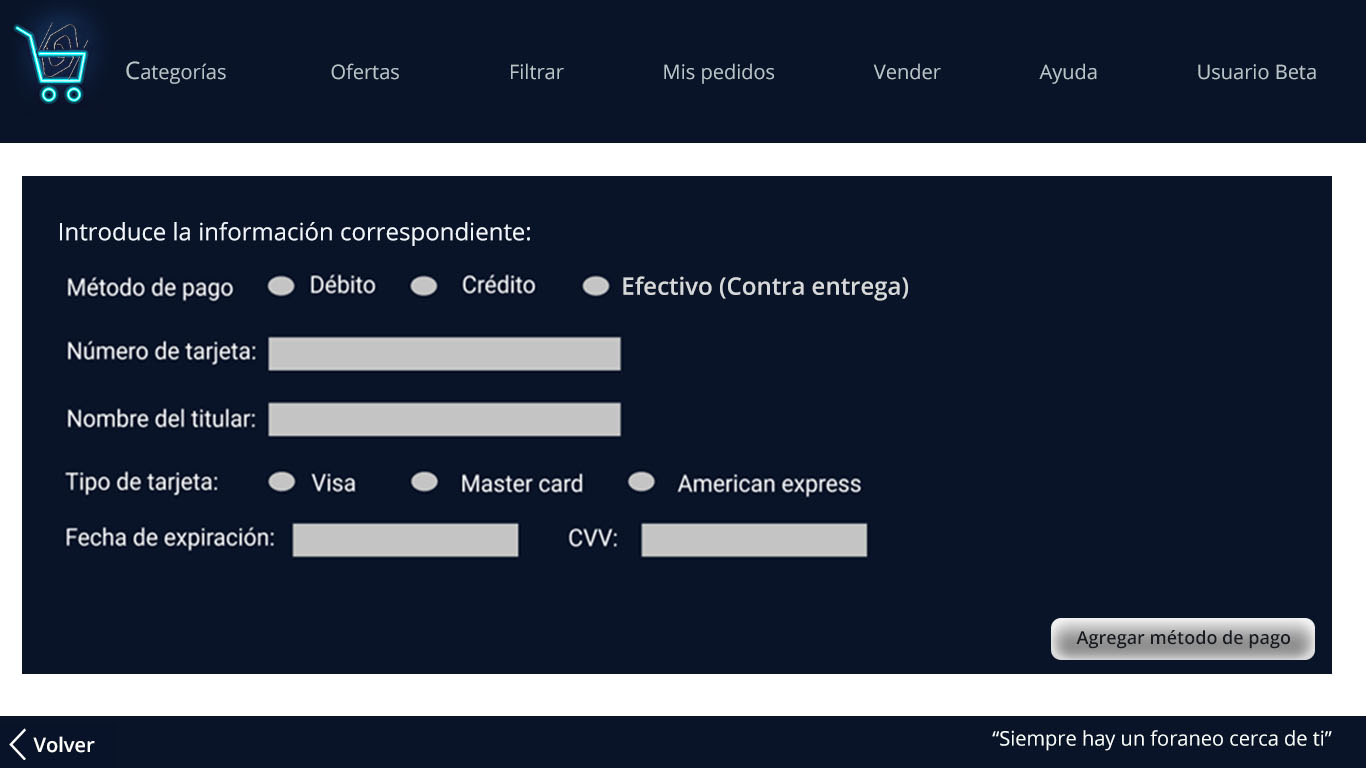 Categorías Ofertas Filtrar Mis pedidos Vender Ayuda Usuario Beta
Introduce la información correspondiente:
Método de pago Débito Crédito Efectivo (Contra entrega)
Número de tarjeta:
Nombre del titular:
Tipo de tarjeta: Visa Master card American express
Fecha de expiración: CVV:
Agregar método de pago
Volver “Siempre hay un foraneo cerca de ti”